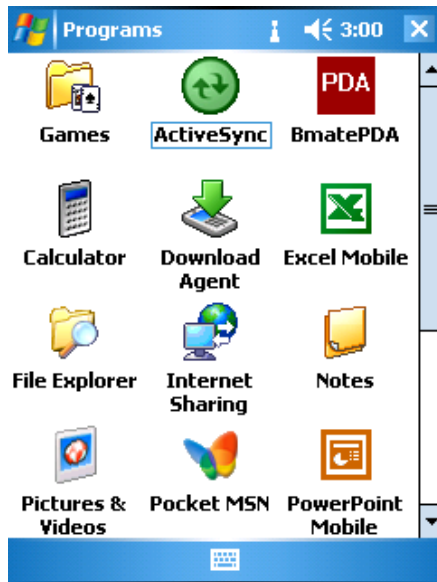 Programs 3:00
PDA
Games ActiveSync BmatePDA
Calculator Download Excel Mobile
Agent
File Explorer Internet Notes
Sharing
Pictures & Pocket MSN PowerPoint
Videos Mobile